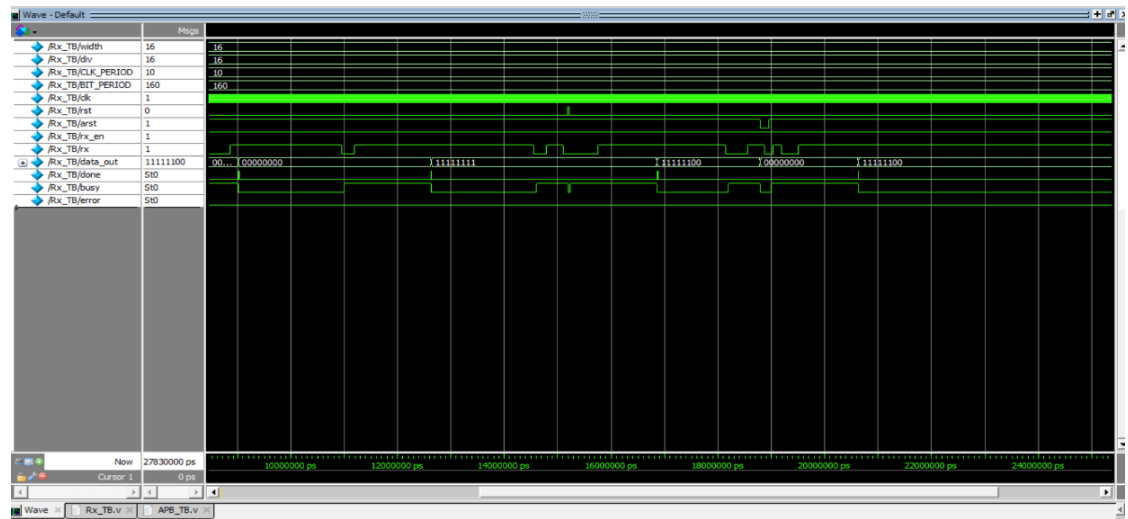 Wave - Default
Msgs
/Rx_TB/width 16 16
/Rx_TB/div 16 16
/Rx_TB/CLK_PERIOD 10 10
/Rx_TB/BIT_PERIOD 160 160
/Rx_TB/clk 1
/Rx_TB/rst 0
/Rx_TB/arst 1
/Rx_TB/rx_en 1
/Rx_TB/rx 1
/Rx_TB/data_out 11111100 00... 00000000 11111111 11111100 00000000 11111100
/Rx_TB/done St0
/Rx_TB/busy St0
/Rx_TB/error St0
Now 27830000 ps 10000000 ps 12000000 ps 14000000 ps 16000000 ps 18000000 ps 20000000 ps 22000000 ps 24000000 ps
Cursor 1 0 ps
Wave Rx_TB.v APB_TB.v